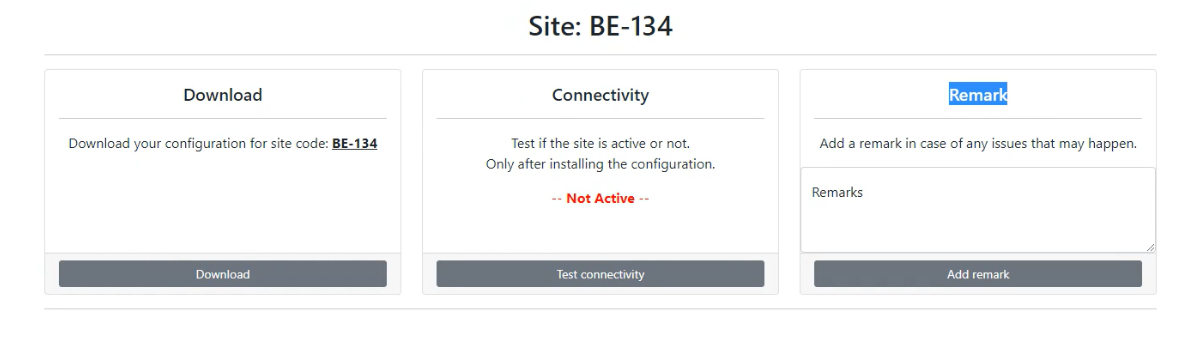 Site: BE-134
Download
Download your configuration for site code: BE-134
Download
Connectivity
Test if the site is active or not.
Only after installing the configuration.
-- Not Active --
Test connectivity
Remark
Add a remark in case of any issues that may happen.
Remarks
Add remark